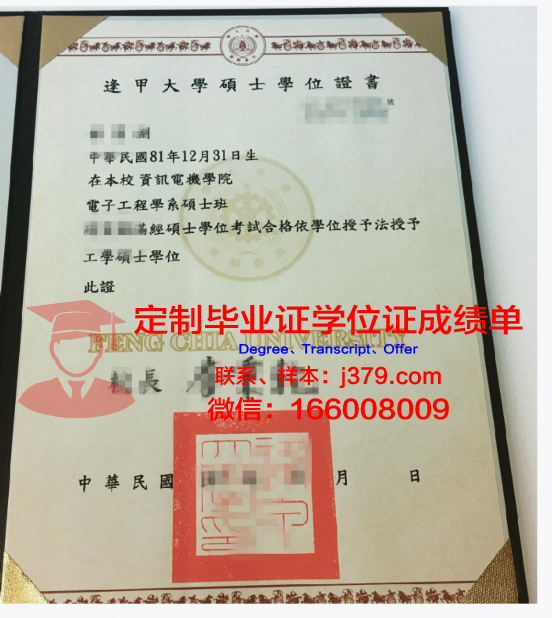 逢甲大學碩士學位證書
號
中華民國81年12月31日生
在本校資訊電機學院
電子工程學系碩士班
經碩士學位考試合格依學位授予法授予
工學碩士學位
此證
定制毕业证学位证成绩单
FENG CHIA UNIVERSITY
Degree、Transcript、Offer
長
联系、样本：j379.com
微信：166008009
中華民國 月 日